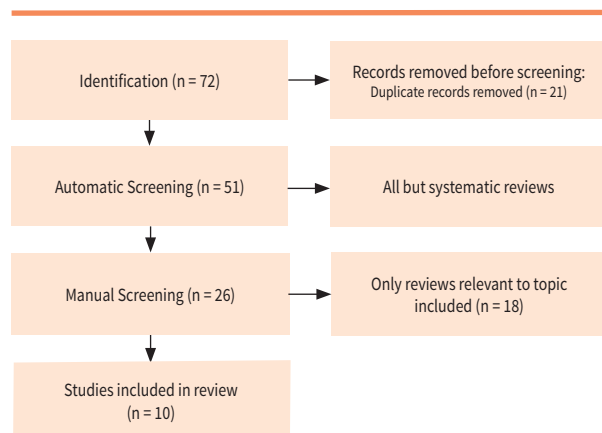 Identification (n = 72)
Records removed before screening:
Duplicate records removed (n = 21)
Automatic Screening (n = 51)
All but systematic reviews
Manual Screening (n = 26)
Only reviews relevant to topic
included (n = 18)
Studies included in review
(n = 10)